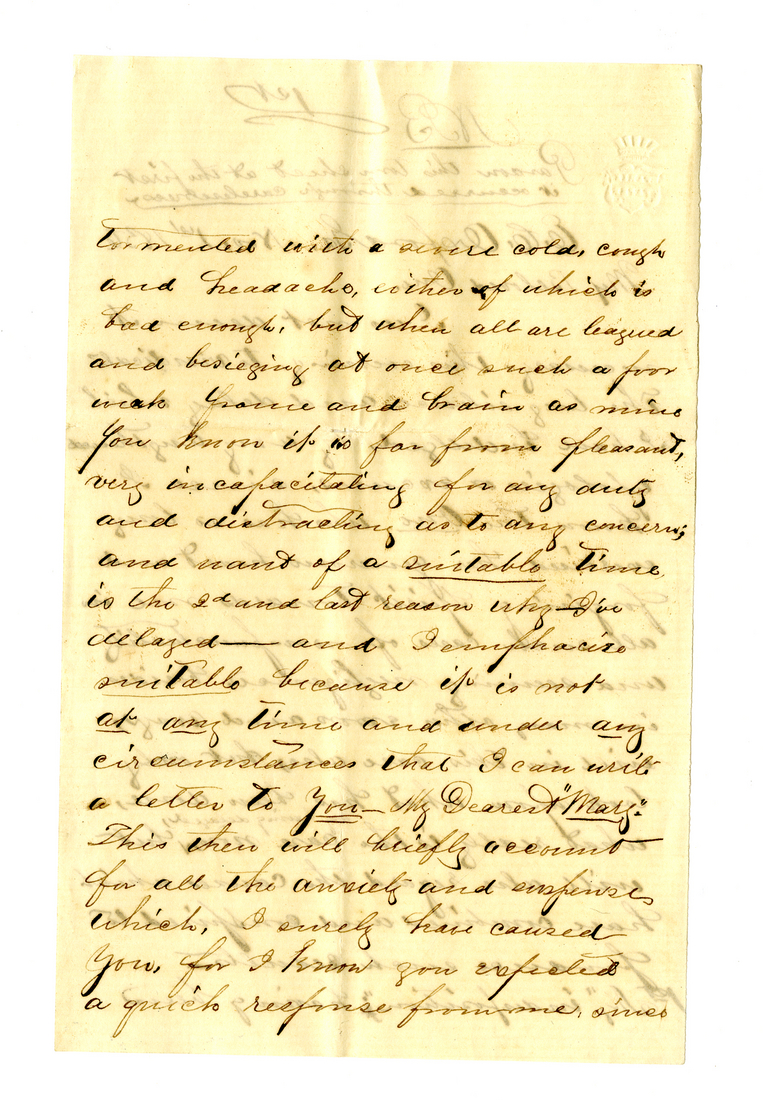 tormented with a severe cold, cough
and headache, either of which is
bad enough, but when all are leagued
and besieging at once such a poor
weak frame and brain as mine
You know it is far from pleasant,
very incapacitating for any duty
and distracting as to any concern;
and want of a suitable time
is the 2d and last reason why I've
delayed — and I emphacize
suitable because it is not
at any time and under any
circumstances that I can write
a letter to You — My Dearest "Mary".
This then will briefly account
for all the anxiety and suspense,
which, I surely have caused
You, for I know you expected
a quick response from me, since